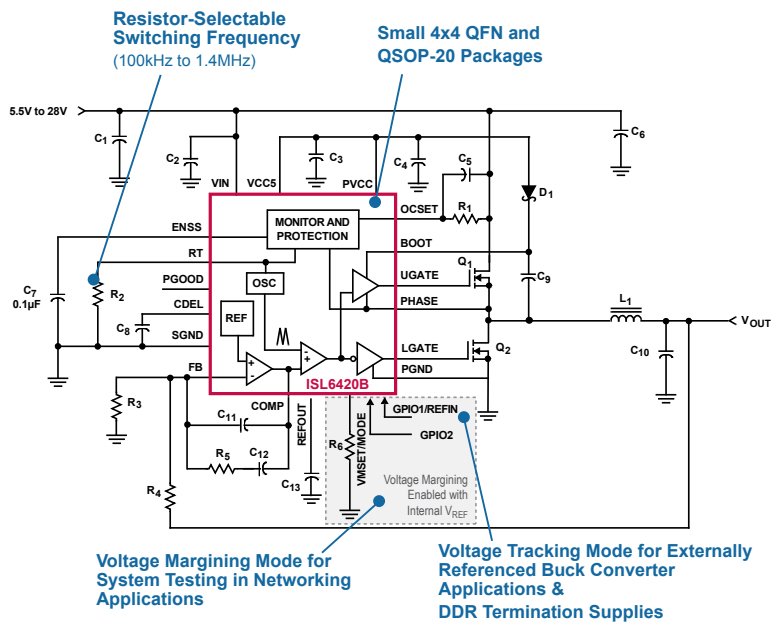 Resistor-Selectable
Switching Frequency
(100kHz to 1.4MHz)
Small 4x4 QFN and
QSOP-20 Packages
5.5V to 28V
C1
C2
C3
C4
C5
C6
VIN
VCC5
PVCC
D1
R1
OCSET
MONITOR AND
PROTECTION
ENSS
RT
BOOT
OSC
UGATE
Q1
C9
C7
0.1µF
R2
PGOOD
CDEL
PHASE
REF
L1
VOUT
C8
SGND
LGATE
Q2
C10
FB
PGND
ISL6420B
R3
COMP
C11
REFOUT
R6
VMSET/MODE
GPIO1/REFIN
GPIO2
R5
C12
C13
R4
Voltage Margining
Enabled with
Internal VREF
Voltage Margining Mode for
System Testing in Networking
Applications
Voltage Tracking Mode for Externally
Referenced Buck Converter
Applications &
DDR Termination Supplies